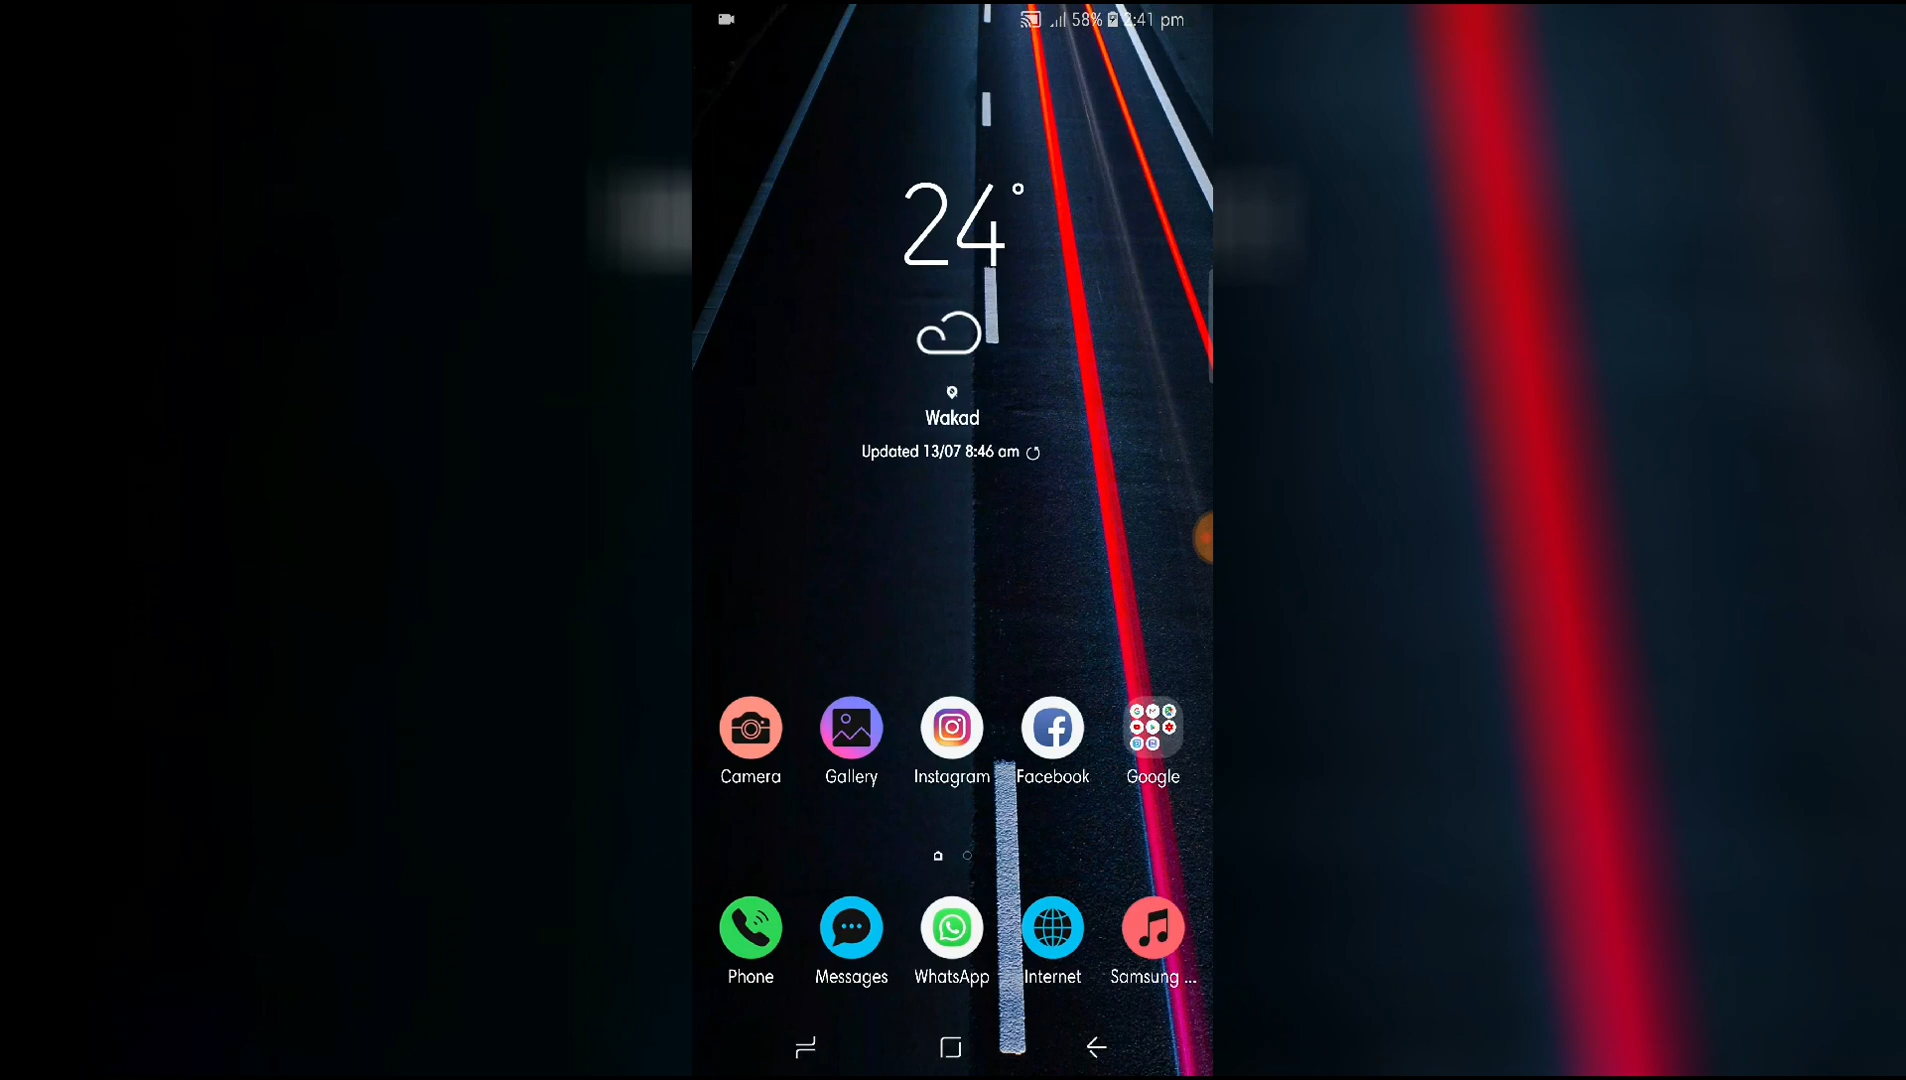 58% 2:41 pm
24°
Wakad
Updated 13/07 8:46 am
Camera Gallery Instagram Facebook Google
Phone Messages WhatsApp Internet Samsung ...